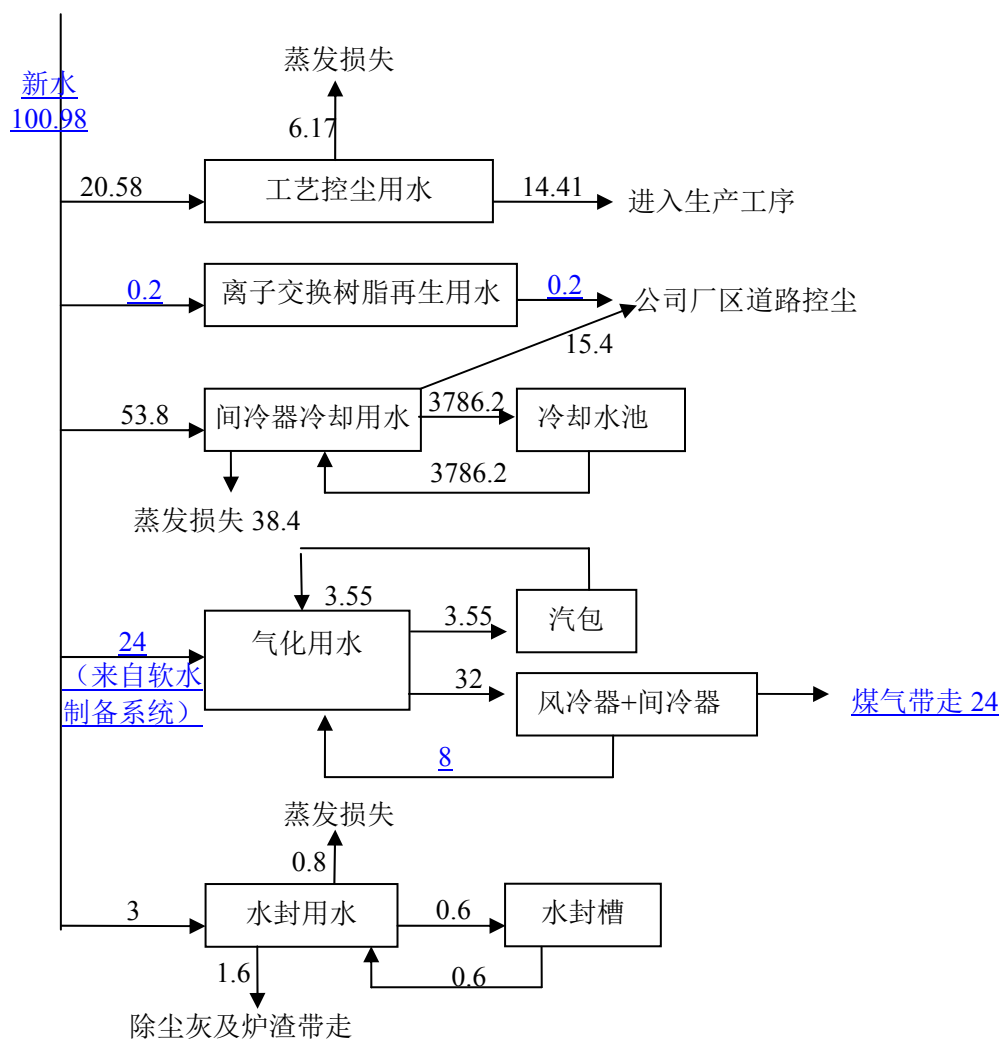 蒸发损失
新水
100.98
6.17
20.58
工艺控尘用水
14.41
进入生产工序
0.2
离子交换树脂再生用水
0.2
公司厂区道路控尘
15.4
53.8
间冷器冷却用水
3786.2
冷却水池
3786.2
蒸发损失 38.4
3.55
3.55
汽包
气化用水
24
（来自软水
制备系统）
32
风冷器+间冷器
煤气带走 24
8
蒸发损失
0.8
3
水封用水
0.6
水封槽
1.6
0.6
除尘灰及炉渣带走